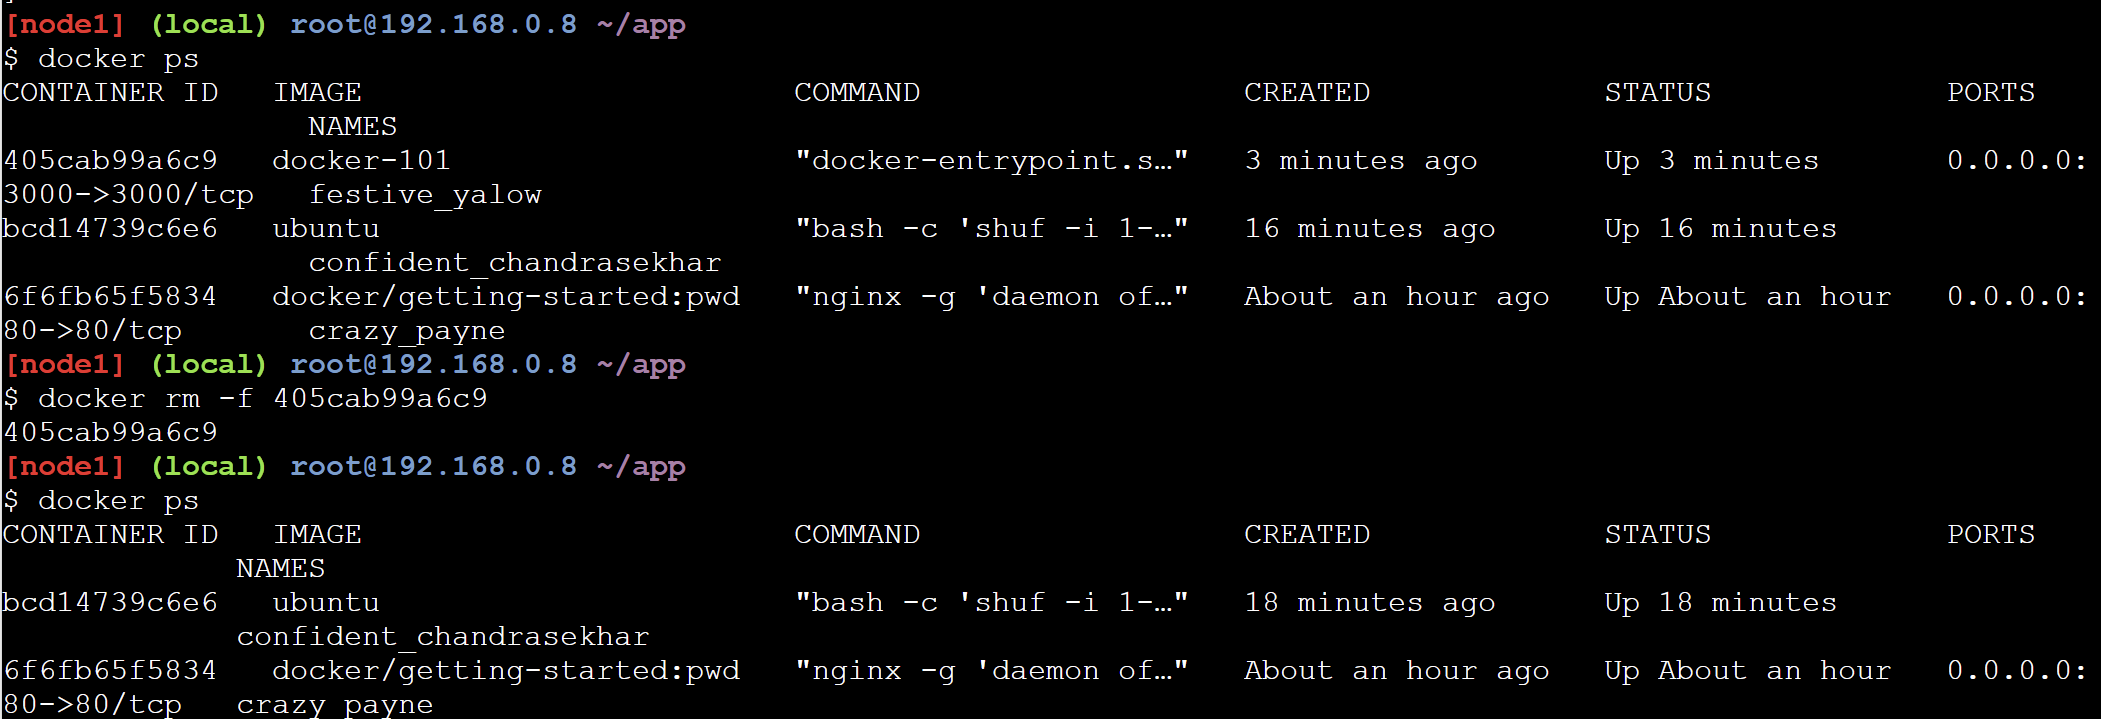 [node1] (local) root@192.168.0.8 ~/app
$ docker ps
CONTAINER ID   IMAGE                        COMMAND                  CREATED             STATUS             PORTS
                 NAMES
405cab99a6c9   docker-101                   "docker-entrypoint.s…"   3 minutes ago       Up 3 minutes       0.0.0.0:
3000->3000/tcp   festive_yalow
bcd14739c6e6   ubuntu                       "bash -c 'shuf -i 1-…"   16 minutes ago      Up 16 minutes
                 confident_chandrasekhar
6f6fb65f5834   docker/getting-started:pwd   "nginx -g 'daemon of…"   About an hour ago   Up About an hour   0.0.0.0:
80->80/tcp       crazy_payne
[node1] (local) root@192.168.0.8 ~/app
$ docker rm -f 405cab99a6c9
405cab99a6c9
[node1] (local) root@192.168.0.8 ~/app
$ docker ps
CONTAINER ID   IMAGE                        COMMAND                  CREATED             STATUS             PORTS
             NAMES
bcd14739c6e6   ubuntu                       "bash -c 'shuf -i 1-…"   18 minutes ago      Up 18 minutes
             confident_chandrasekhar
6f6fb65f5834   docker/getting-started:pwd   "nginx -g 'daemon of…"   About an hour ago   Up About an hour   0.0.0.0:
80->80/tcp   crazy_payne